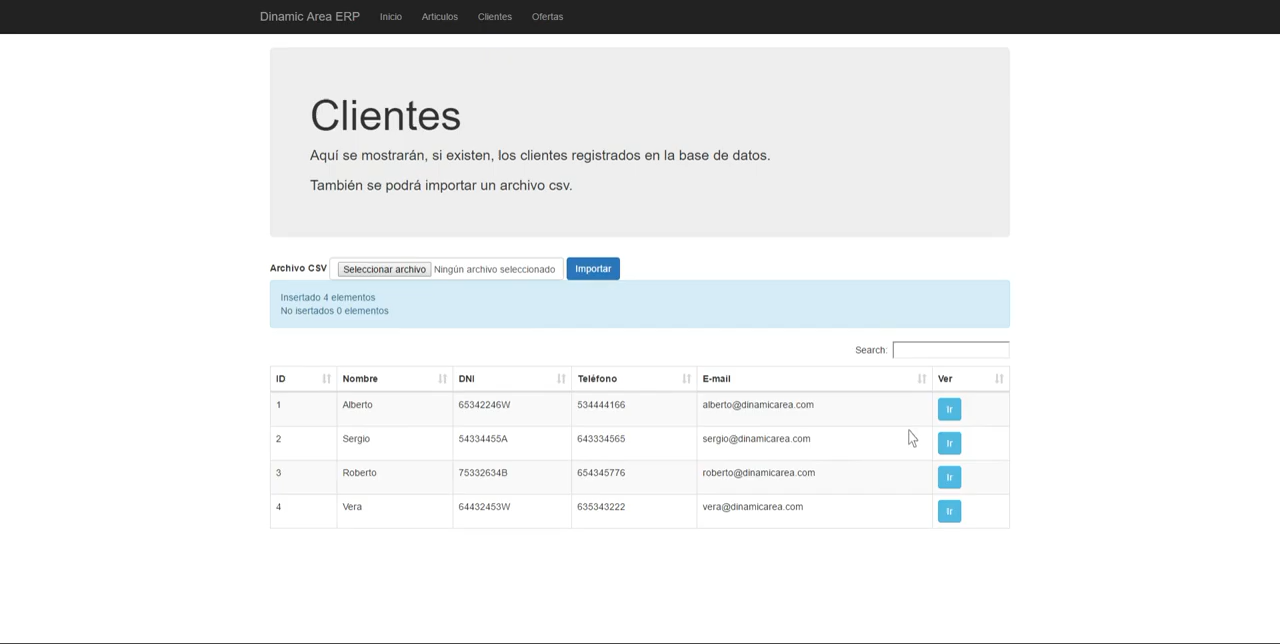 Dinamic Area ERP Inicio Articulos Clientes Ofertas
Clientes
Aquí se mostrarán, si existen, los clientes registrados en la base de datos.
También se podrá importar un archivo csv.
Archivo CSV Seleccionar archivo Ningún archivo seleccionado Importar
Insertado 4 elementos
No isertados 0 elementos
Search:
ID Nombre DNI Teléfono E-mail Ver
1 Alberto 65342246W 534444166 alberto@dinamicarea.com Ir
2 Sergio 54334455A 643334565 sergio@dinamicarea.com Ir
3 Roberto 75332634B 654345776 roberto@dinamicarea.com Ir
4 Vera 64432453W 635343222 vera@dinamicarea.com Ir